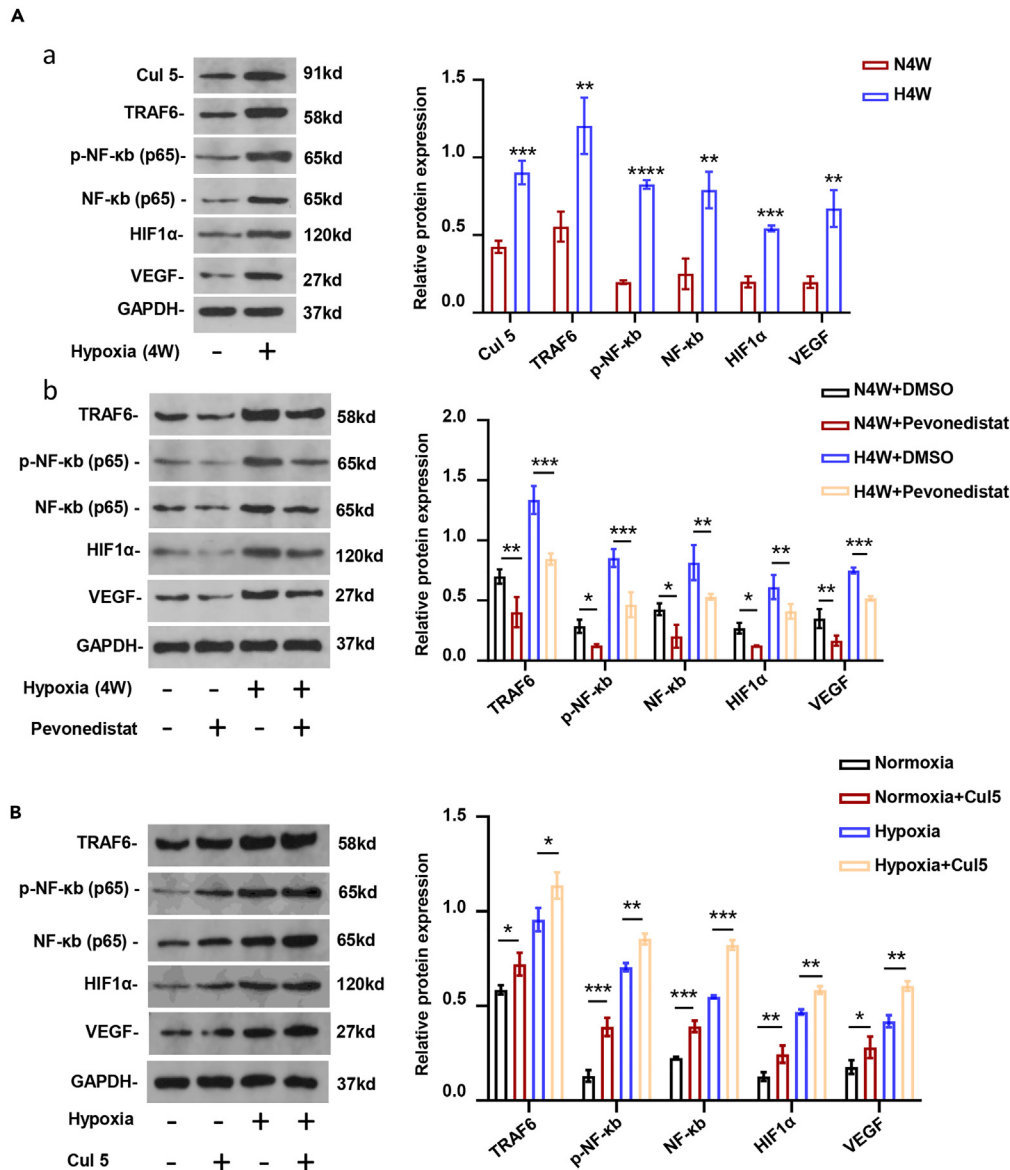 A
a
Cul 5-
91kd
TRAF6-
58kd
p-NF-κb (p65)-
65kd
NF-κb (p65) -
65kd
HIF1α-
120kd
VEGF-
27kd
GAPDH-
37kd
Hypoxia (4W)
- +
Relative protein expression
1.5
1.0
0.5
0.0
*** ** **** ** *** **
Cul 5
TRAF6
p-NF-κb
NF-κb
HIF1α
VEGF
N4W
H4W
b
TRAF6-
58kd
p-NF-κb (p65) -
65kd
NF-κb (p65) -
65kd
HIF1α-
120kd
VEGF-
27kd
GAPDH-
37kd
Hypoxia (4W)
- - + +
Pevonedistat
- + - +
Relative protein expression
2.0
1.5
1.0
0.5
0.0
** *** * *** * ** * ** ** ***
TRAF6
p-NF-κb
NF-κb
HIF1α
VEGF
N4W+DMSO
N4W+Pevonedistat
H4W+DMSO
H4W+Pevonedistat
B
TRAF6-
58kd
p-NF-κb (p65) -
65kd
NF-κb (p65) -
65kd
HIF1α-
120kd
VEGF-
27kd
GAPDH-
37kd
Hypoxia
- - + +
Cul 5
- + - +
Relative protein expression
1.5
1.0
0.5
0.0
* * *** ** *** *** ** ** * **
TRAF6
p-NF-κb
NF-κb
HIF1α
VEGF
Normoxia
Normoxia+Cul5
Hypoxia
Hypoxia+Cul5